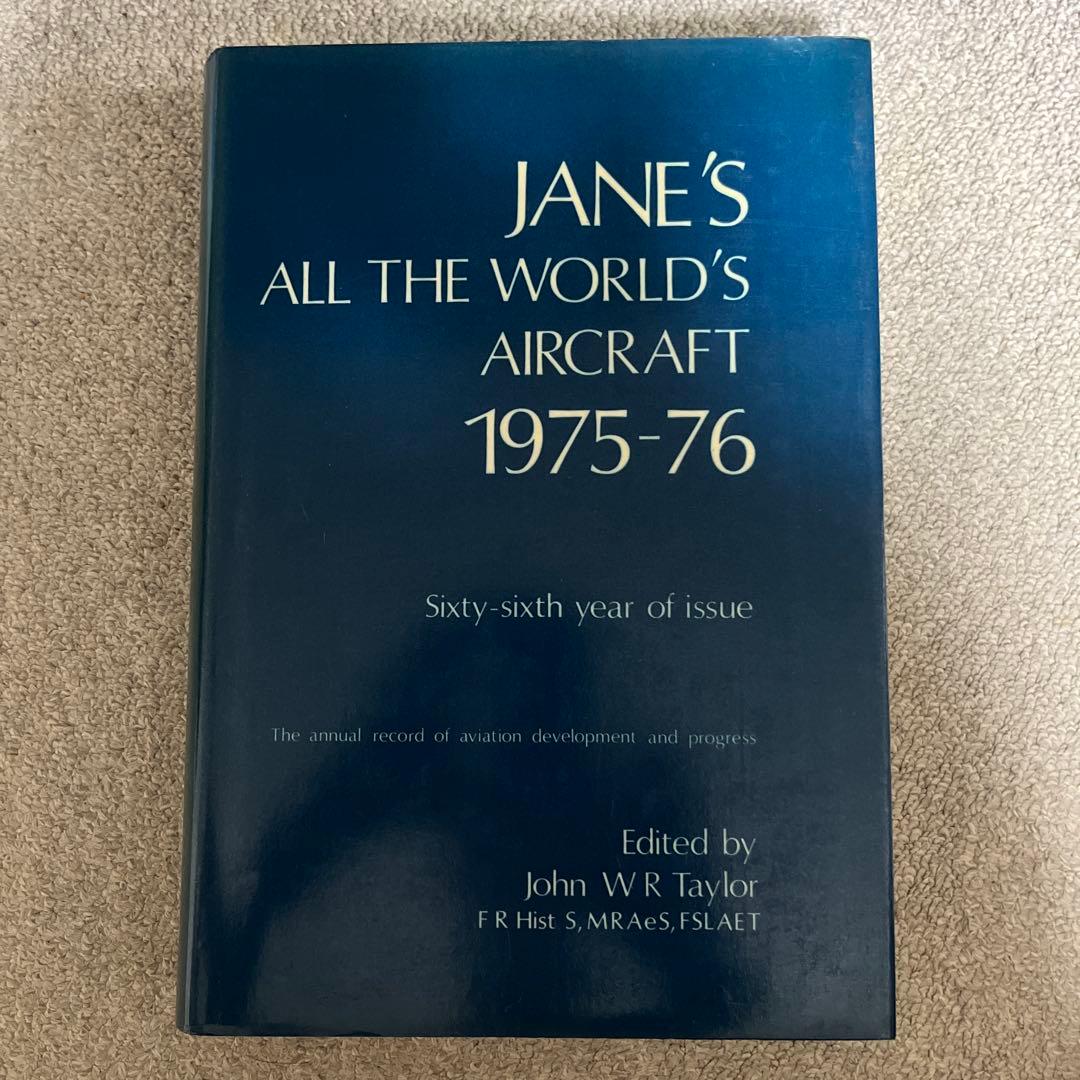 JANE'S
ALL THE WORLD'S
AIRCRAFT
1975-76
Sixty-sixth year of issue
The annual record of aviation development and progress
Edited by
John W R Taylor
F R Hist S, MRAeS, FSLAET